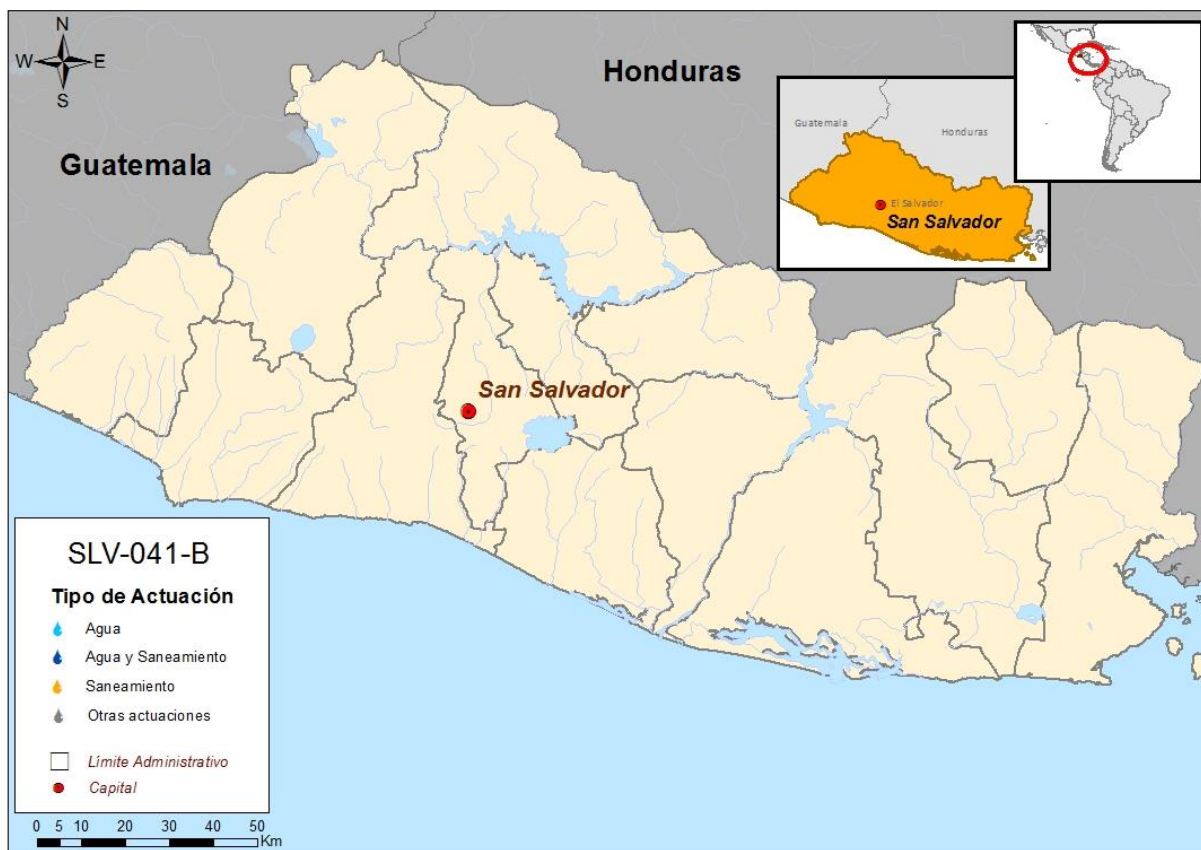 N
W E
S
Honduras
Guatemala
Guatemala
Honduras
El Salvador
San Salvador
San Salvador
SLV-041-B
Tipo de Actuación
Agua
Agua y Saneamiento
Saneamiento
Otras actuaciones
Límite Administrativo
Capital
0 5 10 20 30 40 50
Km